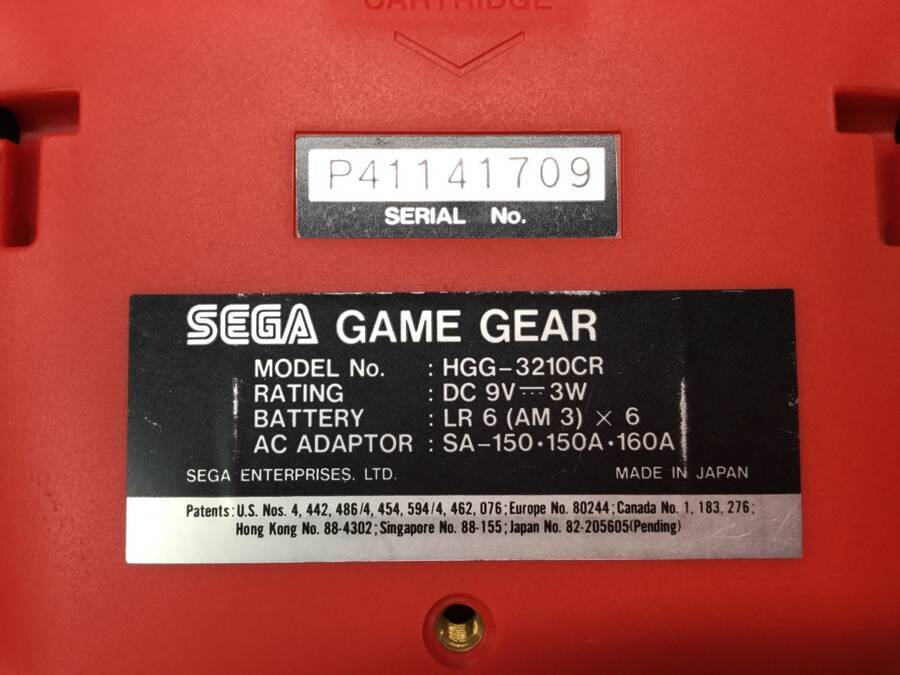 CARTRIDGE
P41141709
SERIAL No.
SEGA GAME GEAR
MODEL No. : HGG-3210CR
RATING : DC 9V⎓3W
BATTERY : LR 6 (AM 3) × 6
AC ADAPTOR : SA-150・150A・160A
SEGA ENTERPRISES, LTD. MADE IN JAPAN
Patents: U.S. Nos. 4, 442, 486/4, 454, 594/4, 462, 076; Europe No. 80244; Canada No. 1, 183, 276;
Hong Kong No. 88-4302; Singapore No. 88-155; Japan No. 82-205605(Pending)